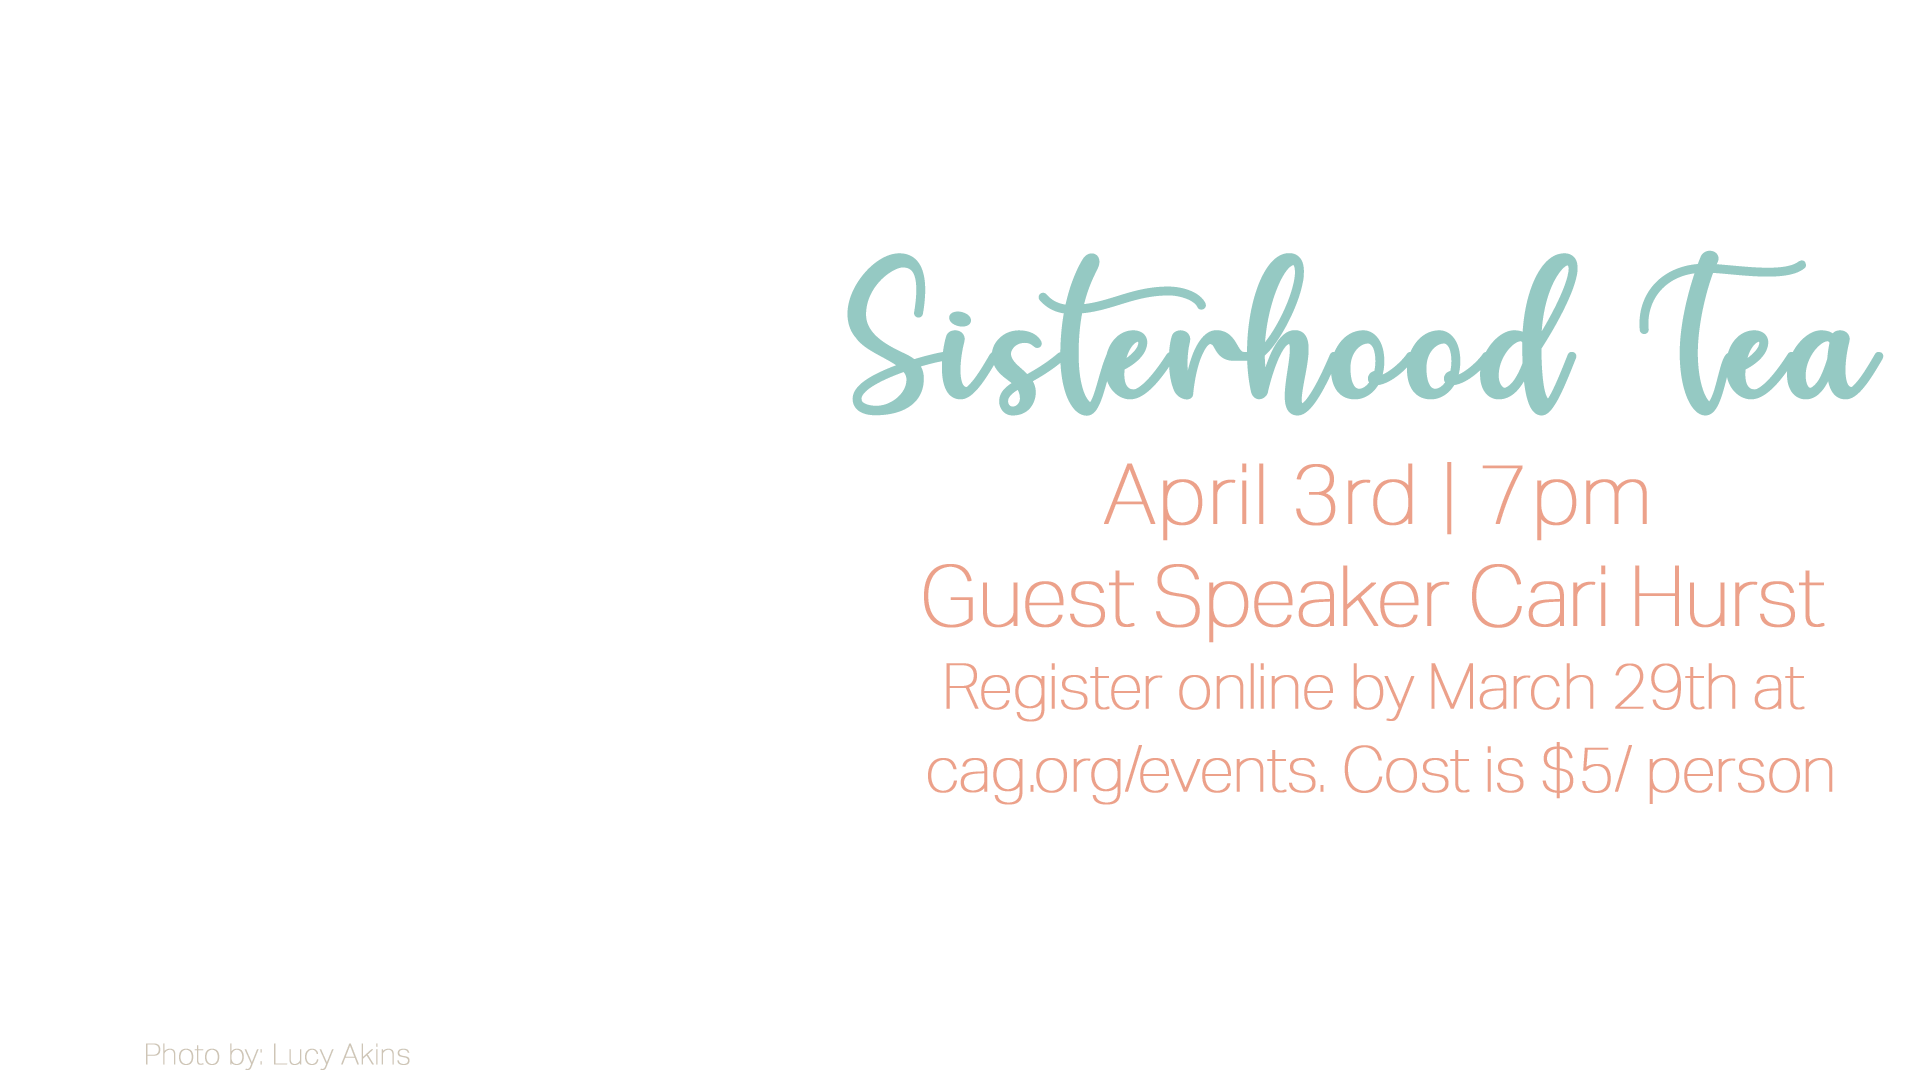 Sisterhood Tea
April 3rd | 7pm
Guest Speaker Cari Hurst
Register online by March 29th at
cag.org/events. Cost is $5/ person
Photo by: Lucy Akins